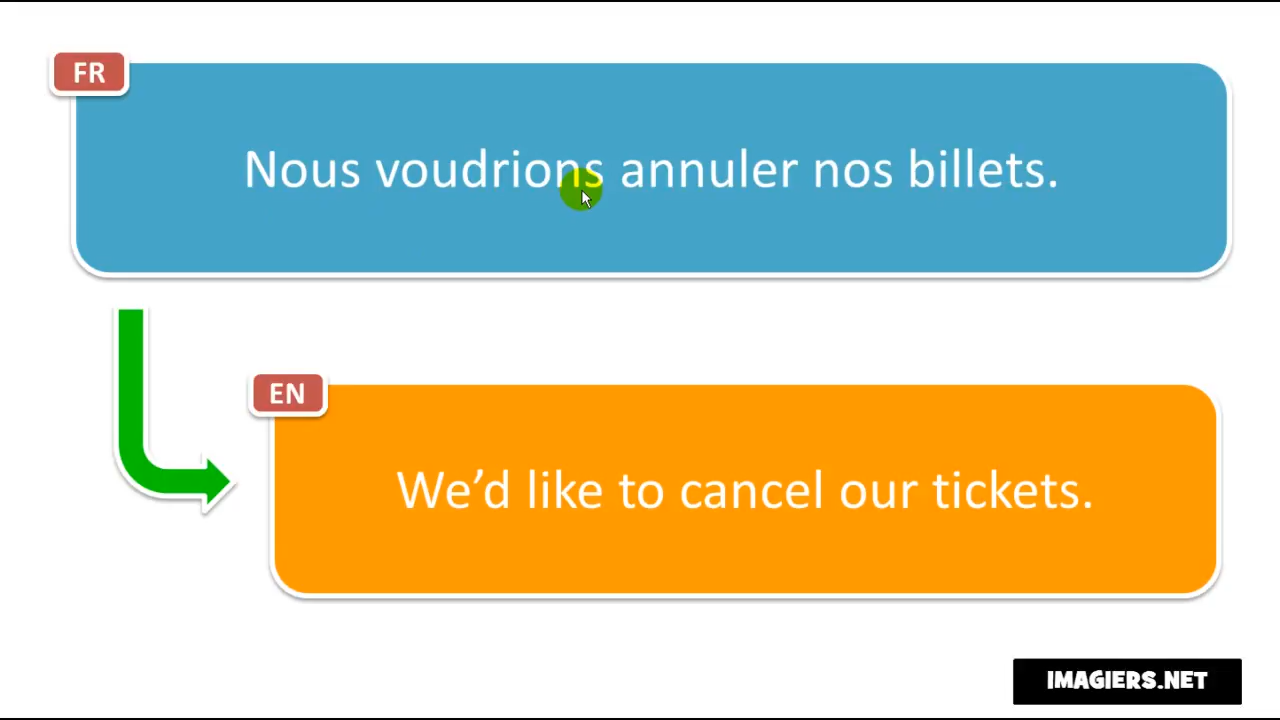 FR
Nous voudrions annuler nos billets.
EN
We’d like to cancel our tickets.
IMAGIERS.NET